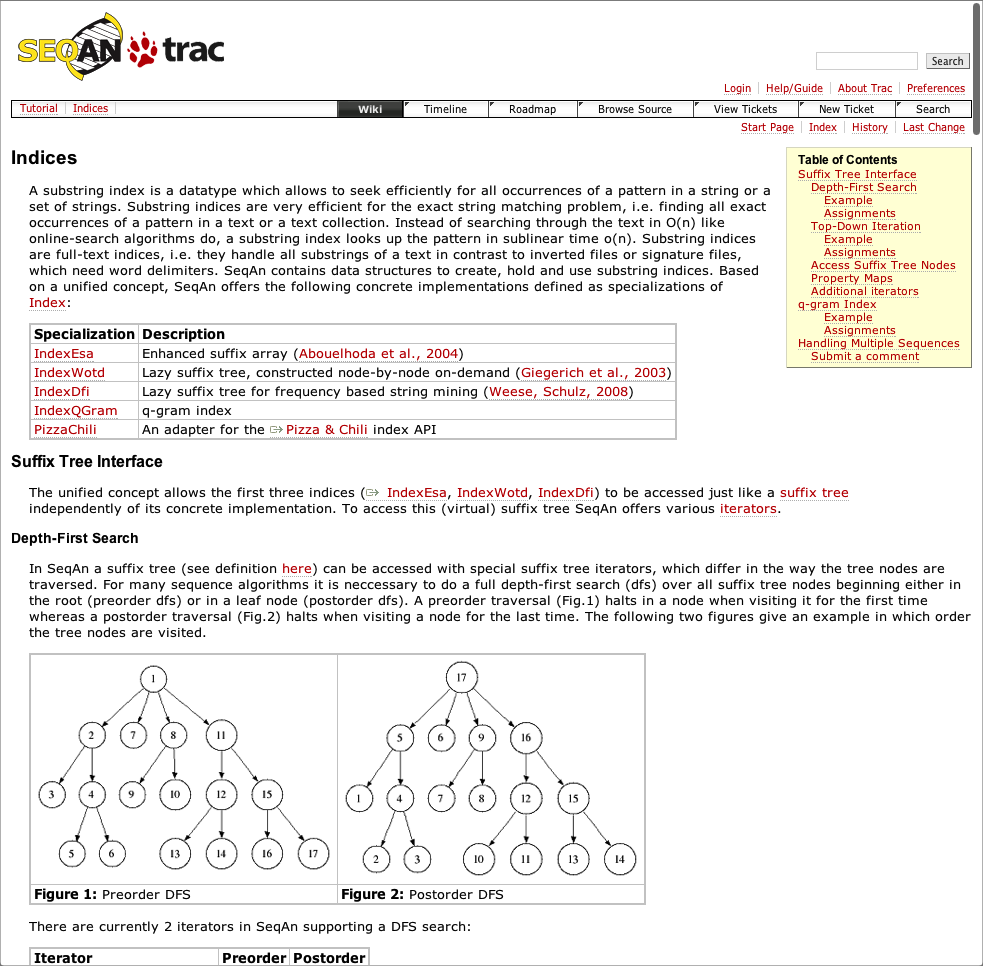 SEQAN trac
Search
Login Help/Guide About Trac Preferences
Tutorial Indices Wiki Timeline Roadmap Browse Source View Tickets New Ticket Search
Start Page Index History Last Change
Indices
A substring index is a datatype which allows to seek efficiently for all occurrences of a pattern in a string or a
set of strings. Substring indices are very efficient for the exact string matching problem, i.e. finding all exact
occurrences of a pattern in a text or a text collection. Instead of searching through the text in O(n) like
online-search algorithms do, a substring index looks up the pattern in sublinear time o(n). Substring indices
are full-text indices, i.e. they handle all substrings of a text in contrast to inverted files or signature files,
which need word delimiters. SeqAn contains data structures to create, hold and use substring indices. Based
on a unified concept, SeqAn offers the following concrete implementations defined as specializations of
Index:
Table of Contents
Suffix Tree Interface
Depth-First Search
Example
Assignments
Top-Down Iteration
Example
Assignments
Access Suffix Tree Nodes
Property Maps
Additional iterators
q-gram Index
Example
Assignments
Handling Multiple Sequences
Submit a comment
Specialization Description
IndexEsa Enhanced suffix array (Abouelhoda et al., 2004)
IndexWotd Lazy suffix tree, constructed node-by-node on-demand (Giegerich et al., 2003)
IndexDfi Lazy suffix tree for frequency based string mining (Weese, Schulz, 2008)
IndexQGram q-gram index
PizzaChili An adapter for the Pizza & Chili index API
Suffix Tree Interface
The unified concept allows the first three indices ( IndexEsa, IndexWotd, IndexDfi) to be accessed just like a suffix tree
independently of its concrete implementation. To access this (virtual) suffix tree SeqAn offers various iterators.
Depth-First Search
In SeqAn a suffix tree (see definition here) can be accessed with special suffix tree iterators, which differ in the way the tree nodes are
traversed. For many sequence algorithms it is neccessary to do a full depth-first search (dfs) over all suffix tree nodes beginning either in
the root (preorder dfs) or in a leaf node (postorder dfs). A preorder traversal (Fig.1) halts in a node when visiting it for the first time
whereas a postorder traversal (Fig.2) halts when visiting a node for the last time. The following two figures give an example in which order
the tree nodes are visited.
1
2 7 8 11
3 4 9 10 12 15
5 6 13 14 16 17
Figure 1: Preorder DFS
17
5 6 9 16
1 4 7 8 12 15
2 3 10 11 13 14
Figure 2: Postorder DFS
There are currently 2 iterators in SeqAn supporting a DFS search:
Iterator Preorder Postorder